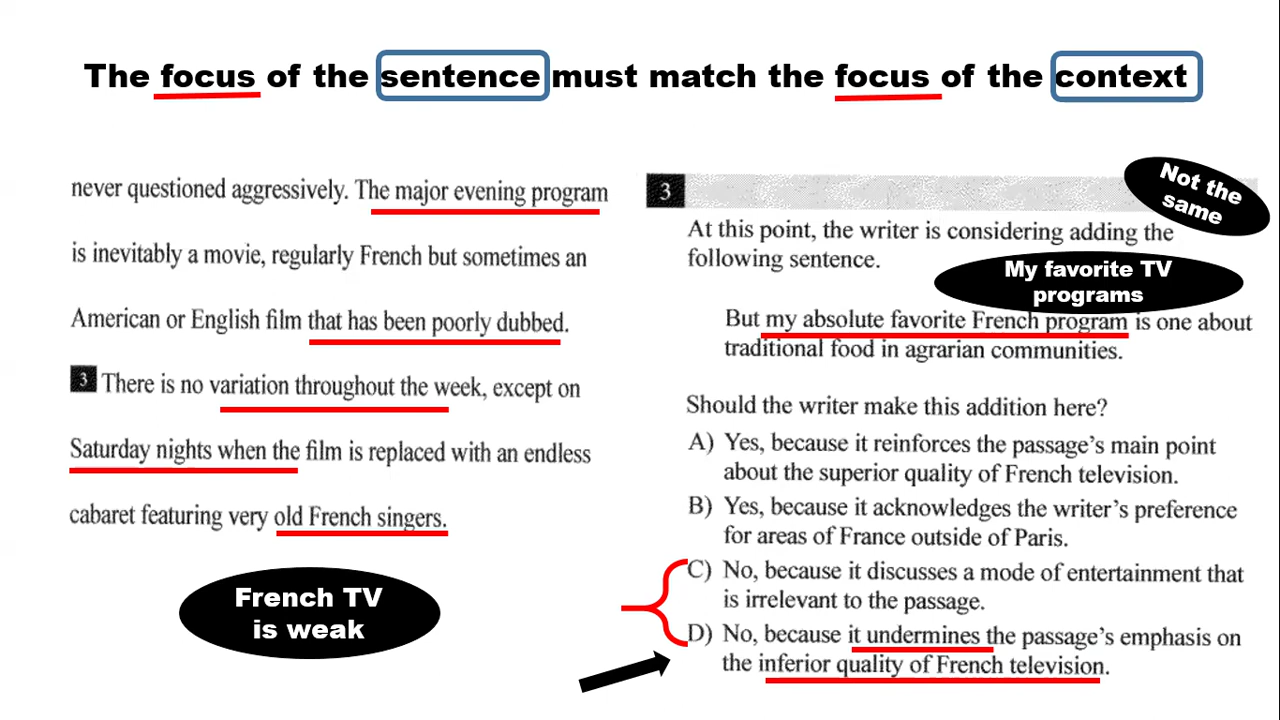 The focus of the sentence must match the focus of the context
never questioned aggressively. The major evening program
is inevitably a movie, regularly French but sometimes an
American or English film that has been poorly dubbed.
3 There is no variation throughout the week, except on
Saturday nights when the film is replaced with an endless
cabaret featuring very old French singers.
French TV
is weak
3
Not the
same
At this point, the writer is considering adding the
following sentence.
My favorite TV
programs
But my absolute favorite French program is one about
traditional food in agrarian communities.
Should the writer make this addition here?
A) Yes, because it reinforces the passage's main point
about the superior quality of French television.
B) Yes, because it acknowledges the writer's preference
for areas of France outside of Paris.
C) No, because it discusses a mode of entertainment that
is irrelevant to the passage.
D) No, because it undermines the passage's emphasis on
the inferior quality of French television.